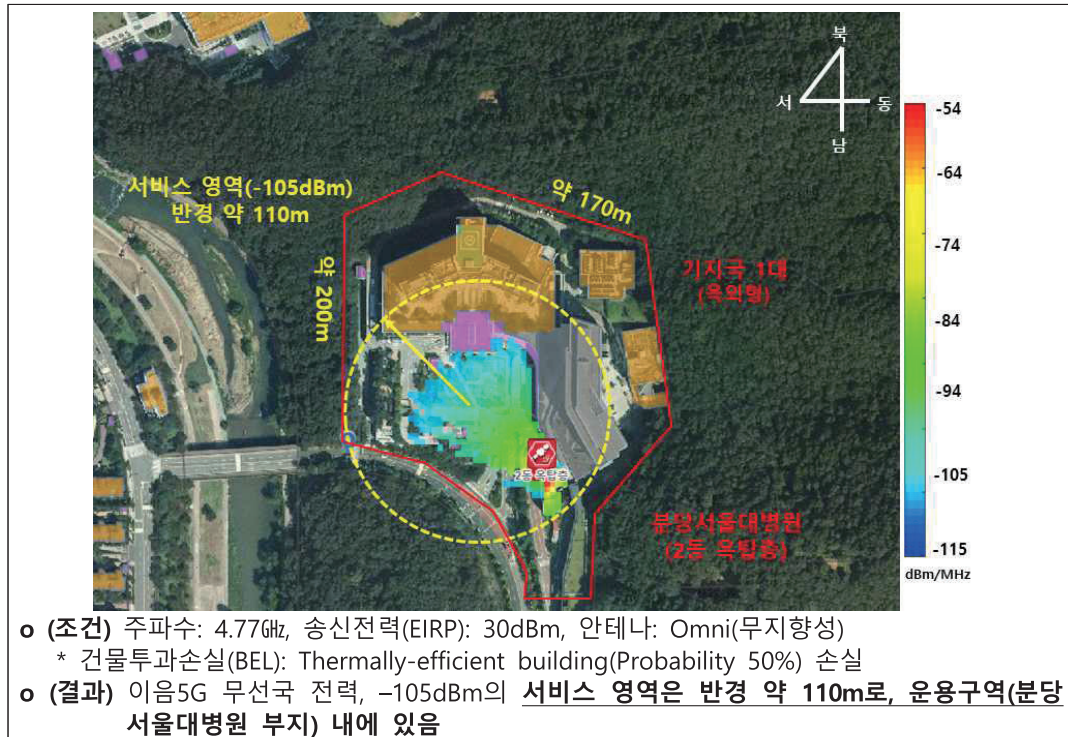 북
서
동
남
-54
-64
-74
-84
-94
-105
-115
dBm/MHz
서비스 영역(-105dBm)
반경 약 110m
약 170m
약 200m
기지국 1대
(옥외형)
2동 옥탑층
분당서울대병원
(2동 옥탑층)
o (조건) 주파수: 4.77㎓, 송신전력(EIRP): 30dBm, 안테나: Omni(무지향성)
* 건물투과손실(BEL): Thermally-efficient building(Probability 50%) 손실
o (결과) 이음5G 무선국 전력, –105dBm의 서비스 영역은 반경 약 110m로, 운용구역(분당
서울대병원 부지) 내에 있음